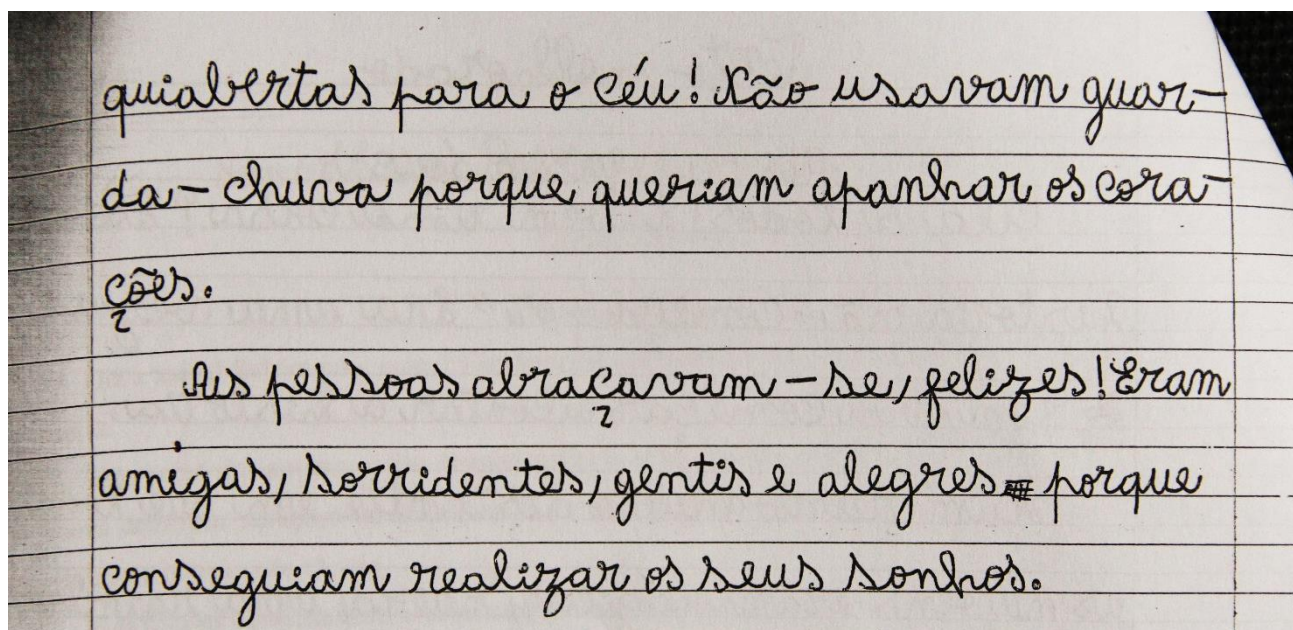 quiabertas para o céu! Não usavam guar-
da-chuva porque queriam apanhar os cora-
ções.
As pessoas abraçavam-se, felizes! Eram
amigas, sorridentes, gentis e alegres porque
conseguiam realizar os seus sonhos.